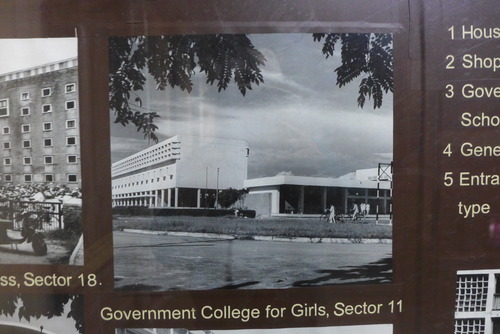 ss, Sector 18.
Government College for Girls, Sector 11
1 Hous
2 Shop
3 Gove
Scho
4 Gene
5 Entra
type